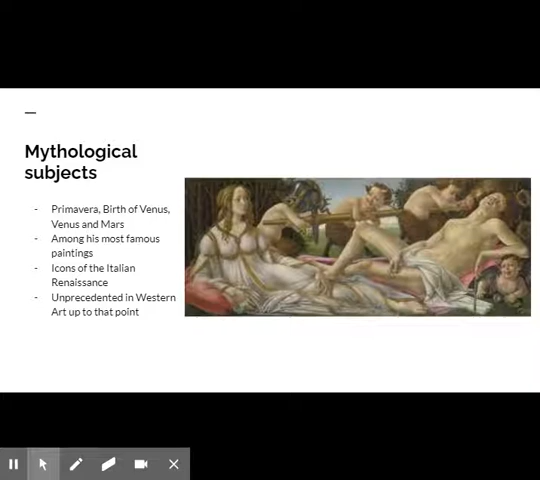 Mythological
subjects
- Primavera, Birth of Venus,
Venus and Mars
- Among his most famous
paintings
- Icons of the Italian
Renaissance
- Unprecedented in Western
Art up to that point